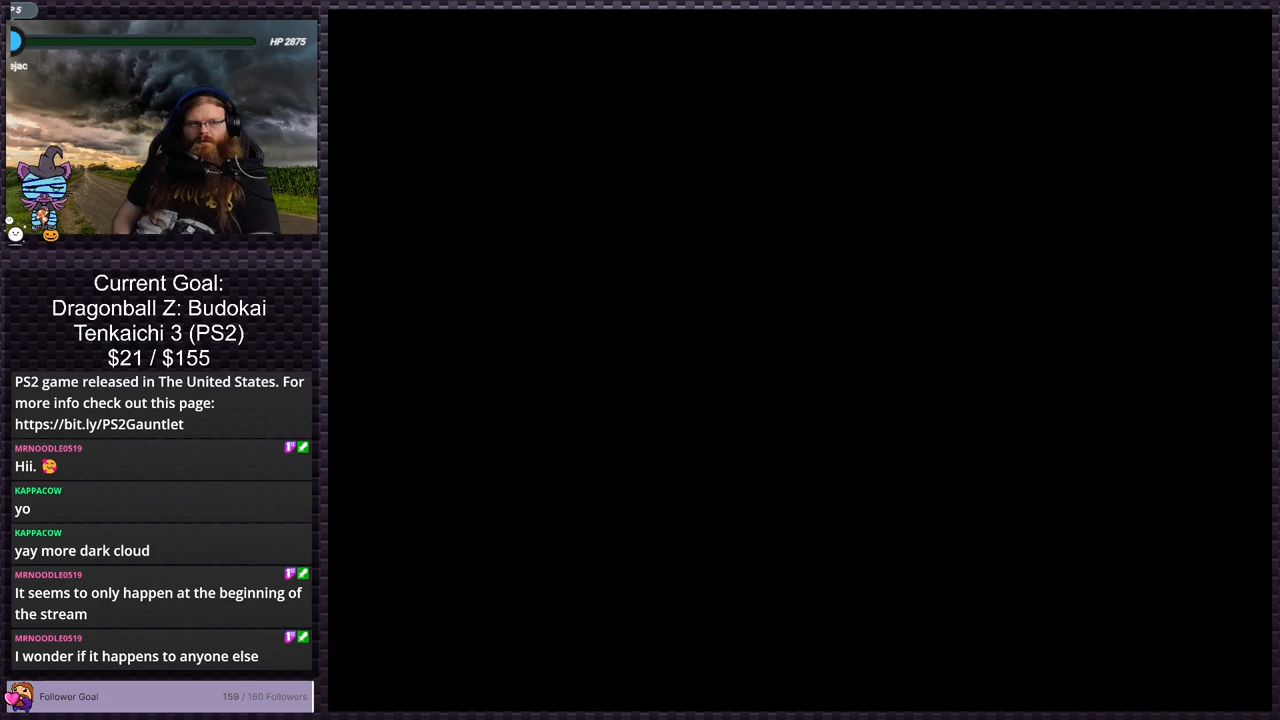 P 5
HP 2875
ejac
Current Goal:
Dragonball Z: Budokai
Tenkaichi 3 (PS2)
$21 / $155
PS2 game released in The United States. For
more info check out this page:
https://bit.ly/PS2Gauntlet
MRNOODLE0519
Hii.
KAPPACOW
yo
KAPPACOW
yay more dark cloud
MRNOODLE0519
It seems to only happen at the beginning of
the stream
MRNOODLE0519
I wonder if it happens to anyone else
Follower Goal 159 / 160 Followers